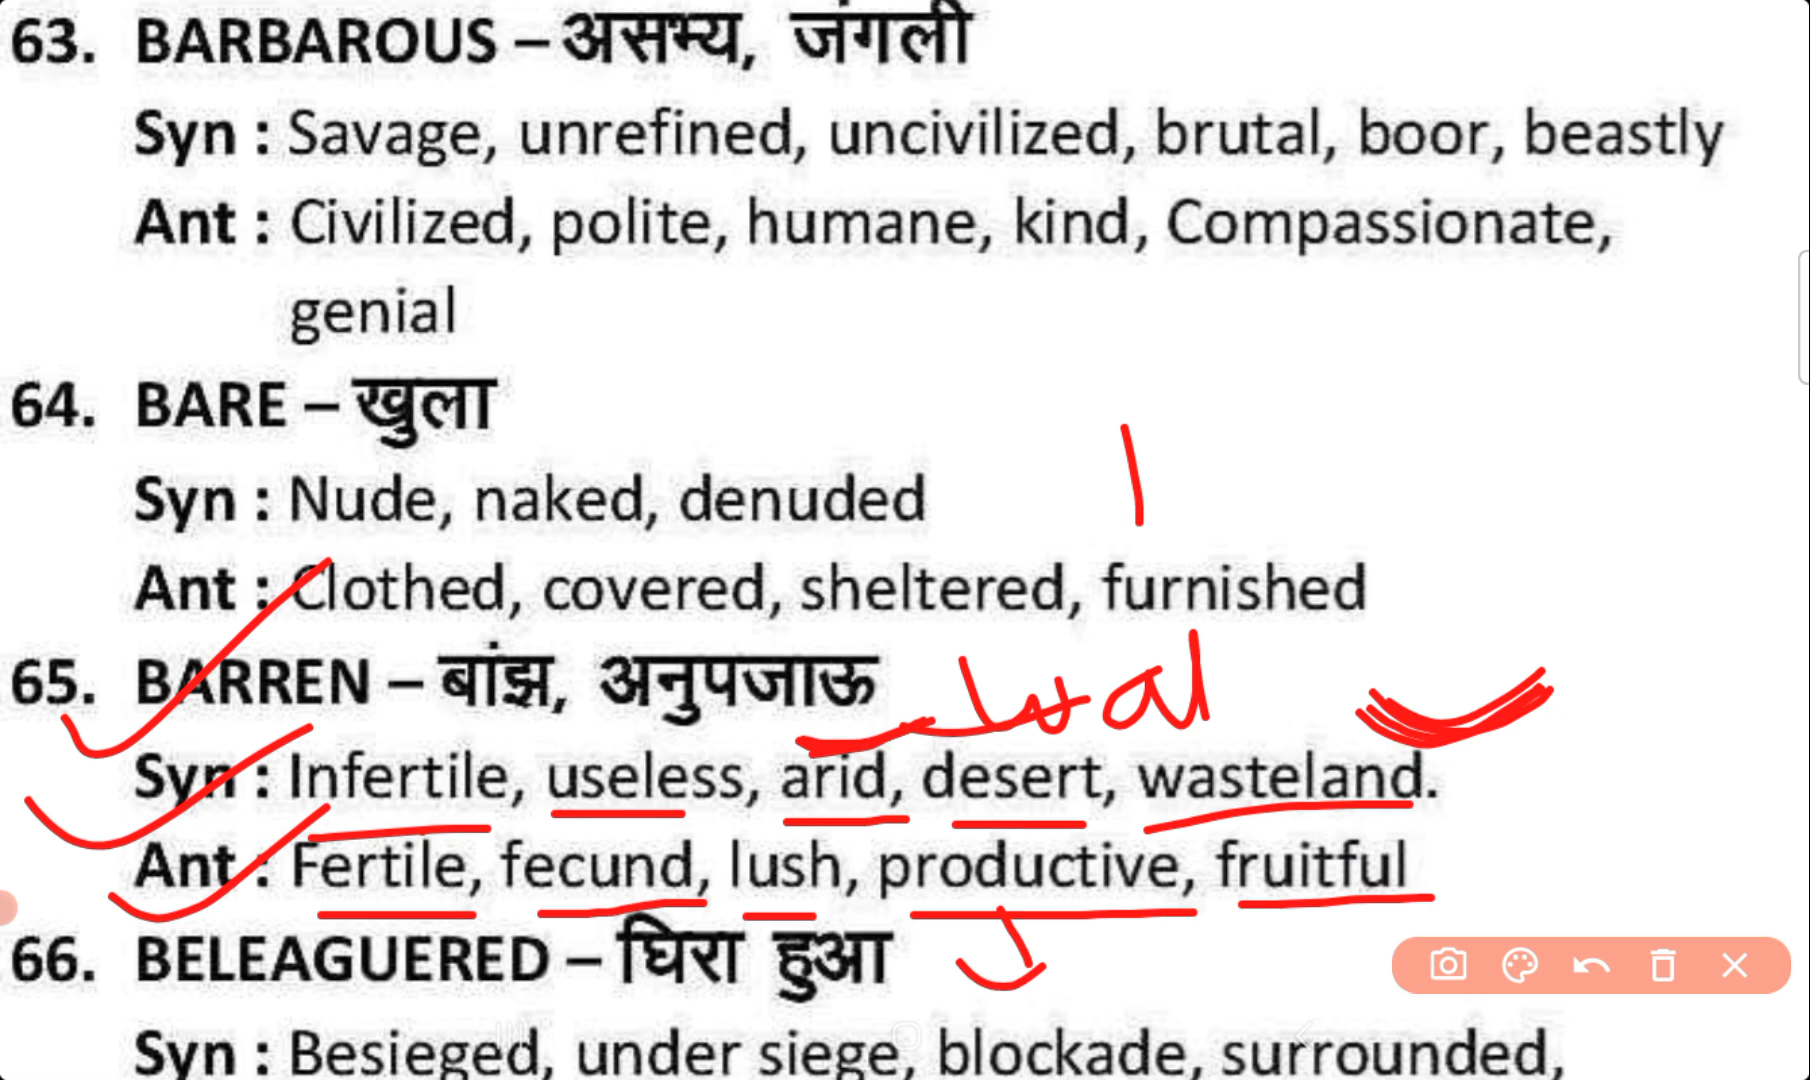 63. BARBAROUS – असभ्य, जंगली
Syn : Savage, unrefined, uncivilized, brutal, boor, beastly
Ant : Civilized, polite, humane, kind, Compassionate,
genial
64. BARE – खुला
Syn : Nude, naked, denuded
Ant : Clothed, covered, sheltered, furnished
65. BARREN – बांझ, अनुपजाऊ
Syn : Infertile, useless, arid, desert, wasteland.
Ant : Fertile, fecund, lush, productive, fruitful
66. BELEAGUERED – घिरा हुआ
Syn : Besieged, under siege, blockade, surrounded,